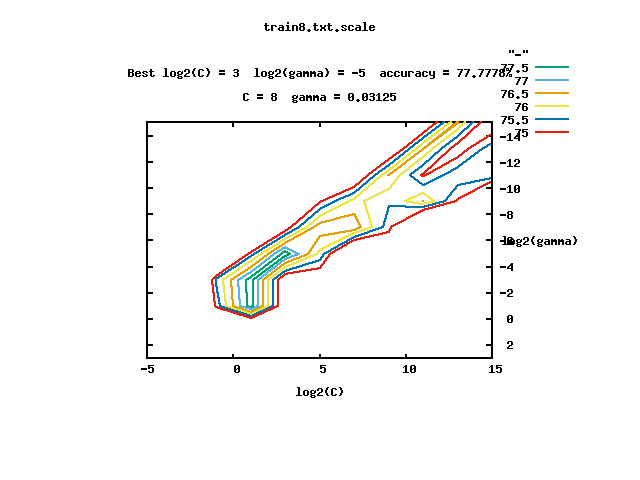 train8.txt.scale
"-"
Best log2(C) = 3  log2(gamma) = -5  accuracy = 77.7778%
77.5
77
76.5
76
75.5
75
C = 8  gamma = 0.03125
-14
-12
-10
-8
-6
log2(gamma)
-4
-2
0
2
-5 0 5 10 15
log2(C)